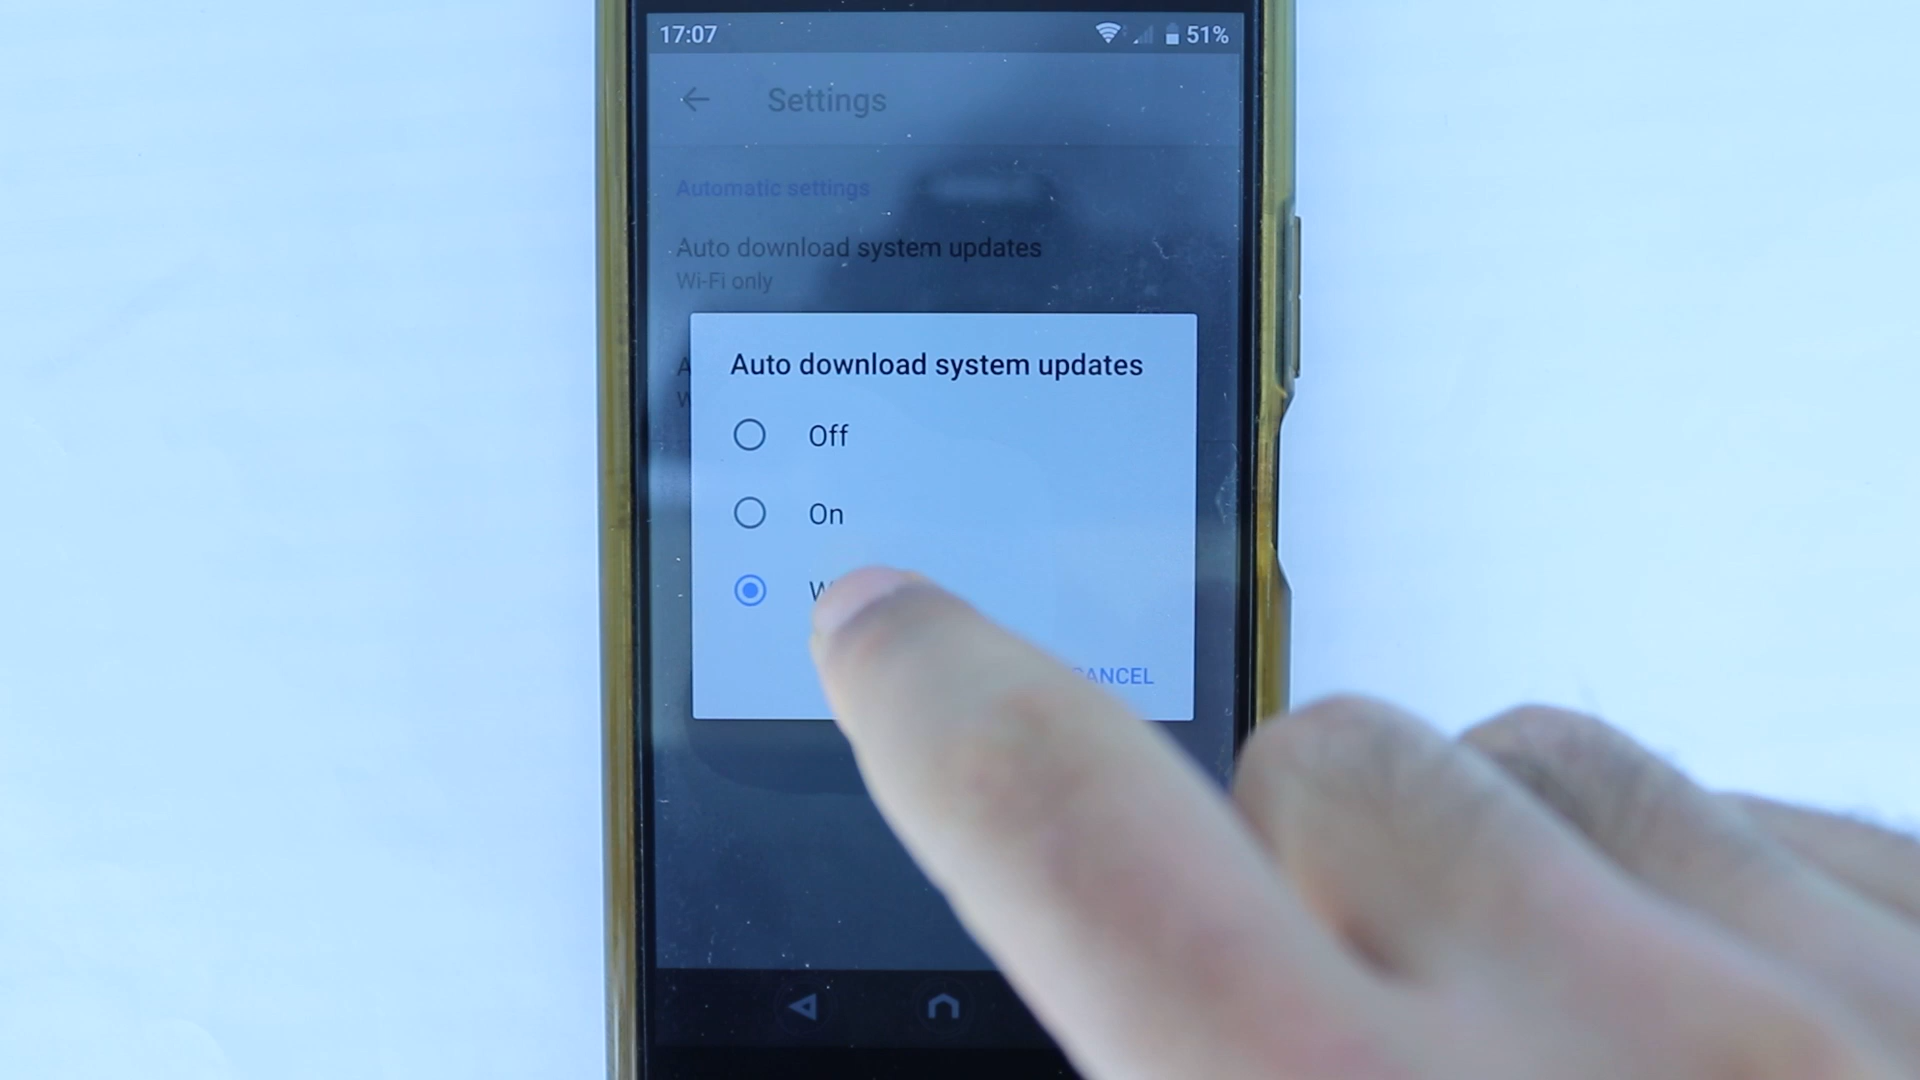 17:07 51%
Settings
Automatic settings
Auto download system updates
Wi-Fi only
Auto download system updates
Off
On